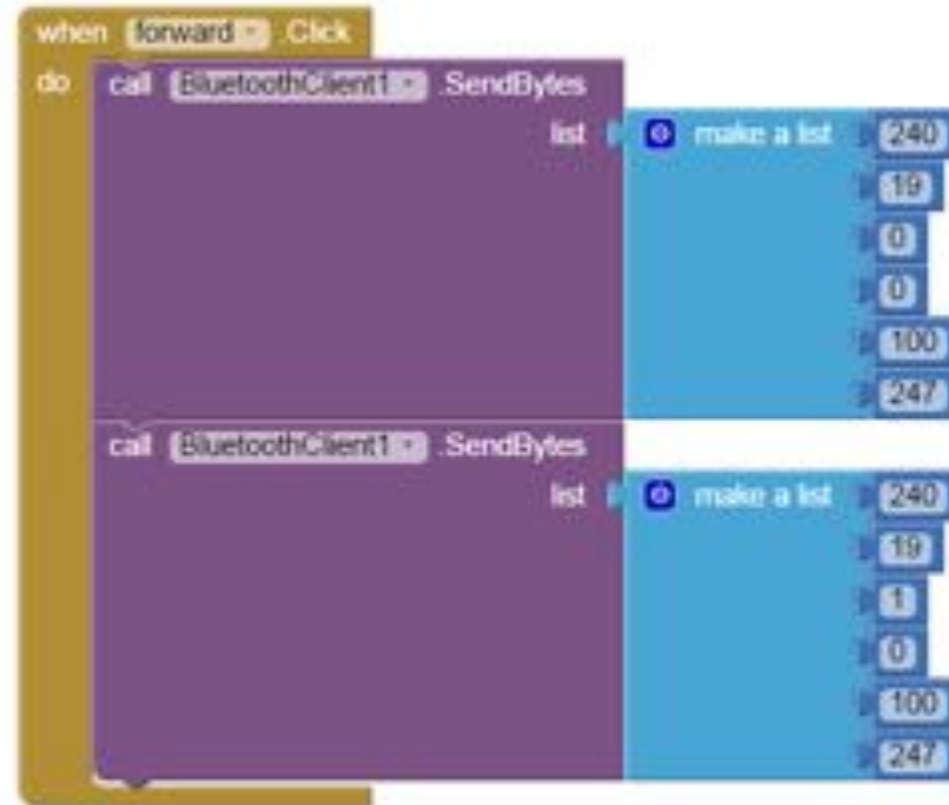 when forward .Click
do call BluetoothClient1 .SendBytes
list make a list 240
19
0
0
100
247
call BluetoothClient1 .SendBytes
list make a list 240
19
1
0
100
247